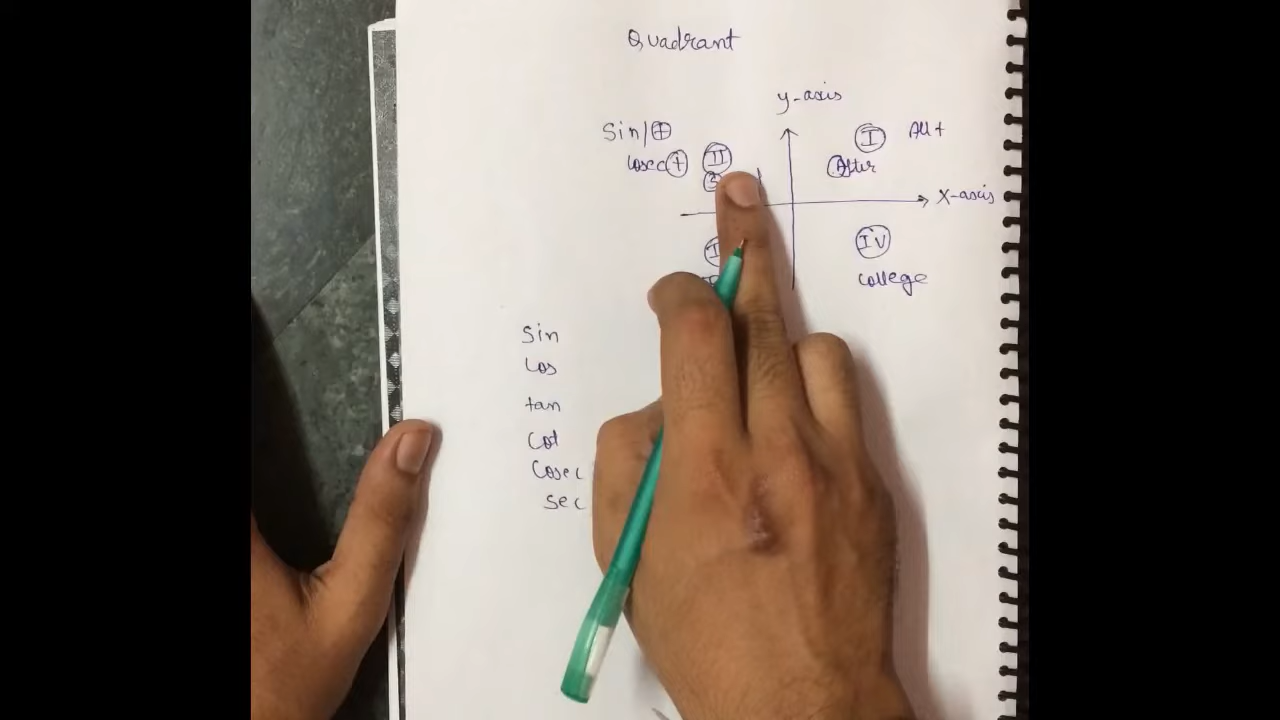 Quadrant
y-axis
Sin/+ II I All +
Cosec + After
X-axis
IV
College
Sin
Cos
tan
Cot
Cosec
Sec